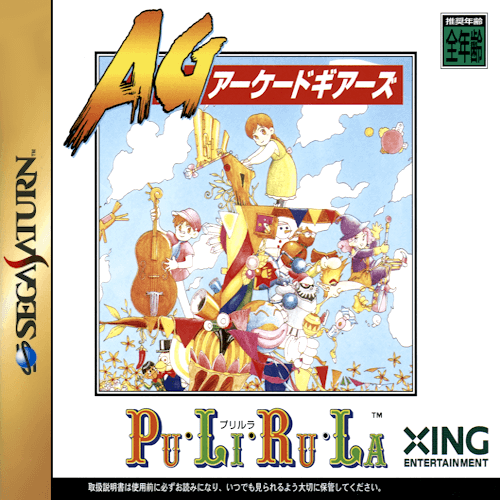 推奨年齢
全年齢
AG
アーケードギアーズ
SEGA SATURN™
プリルラ
PU·LI·RU·LA™
XING
ENTERTAINMENT
取扱説明書は使用前に必ずお読みになり、いつでも見られるよう大切に保管してください。